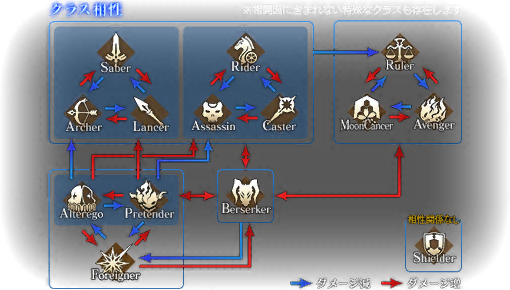 クラス相性
※相関図に含まれない特殊なクラスも存在します
Saber
Rider
Ruler
Archer
Lancer
Assassin
Caster
MoonCancer
Avenger
Alterego
Pretender
Berserker
相性関係なし
Foreigner
Shielder
ダメージ減
ダメージ増